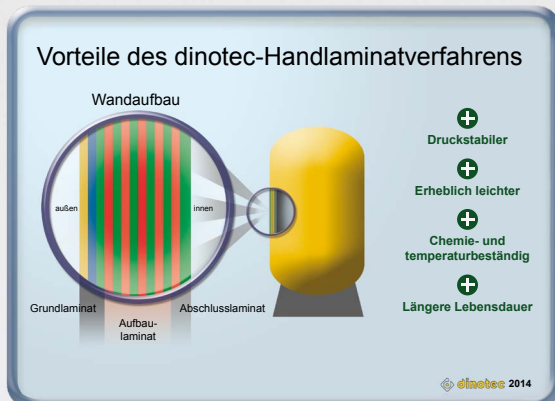 Vorteile des dinotec-Handlaminatverfahrens
Wandaufbau
außen
innen
Grundlaminat
Aufbau-
laminat
Abschlusslaminat
Druckstabiler
Erheblich leichter
Chemie- und
temperaturbeständig
Längere Lebensdauer
dinotec 2014